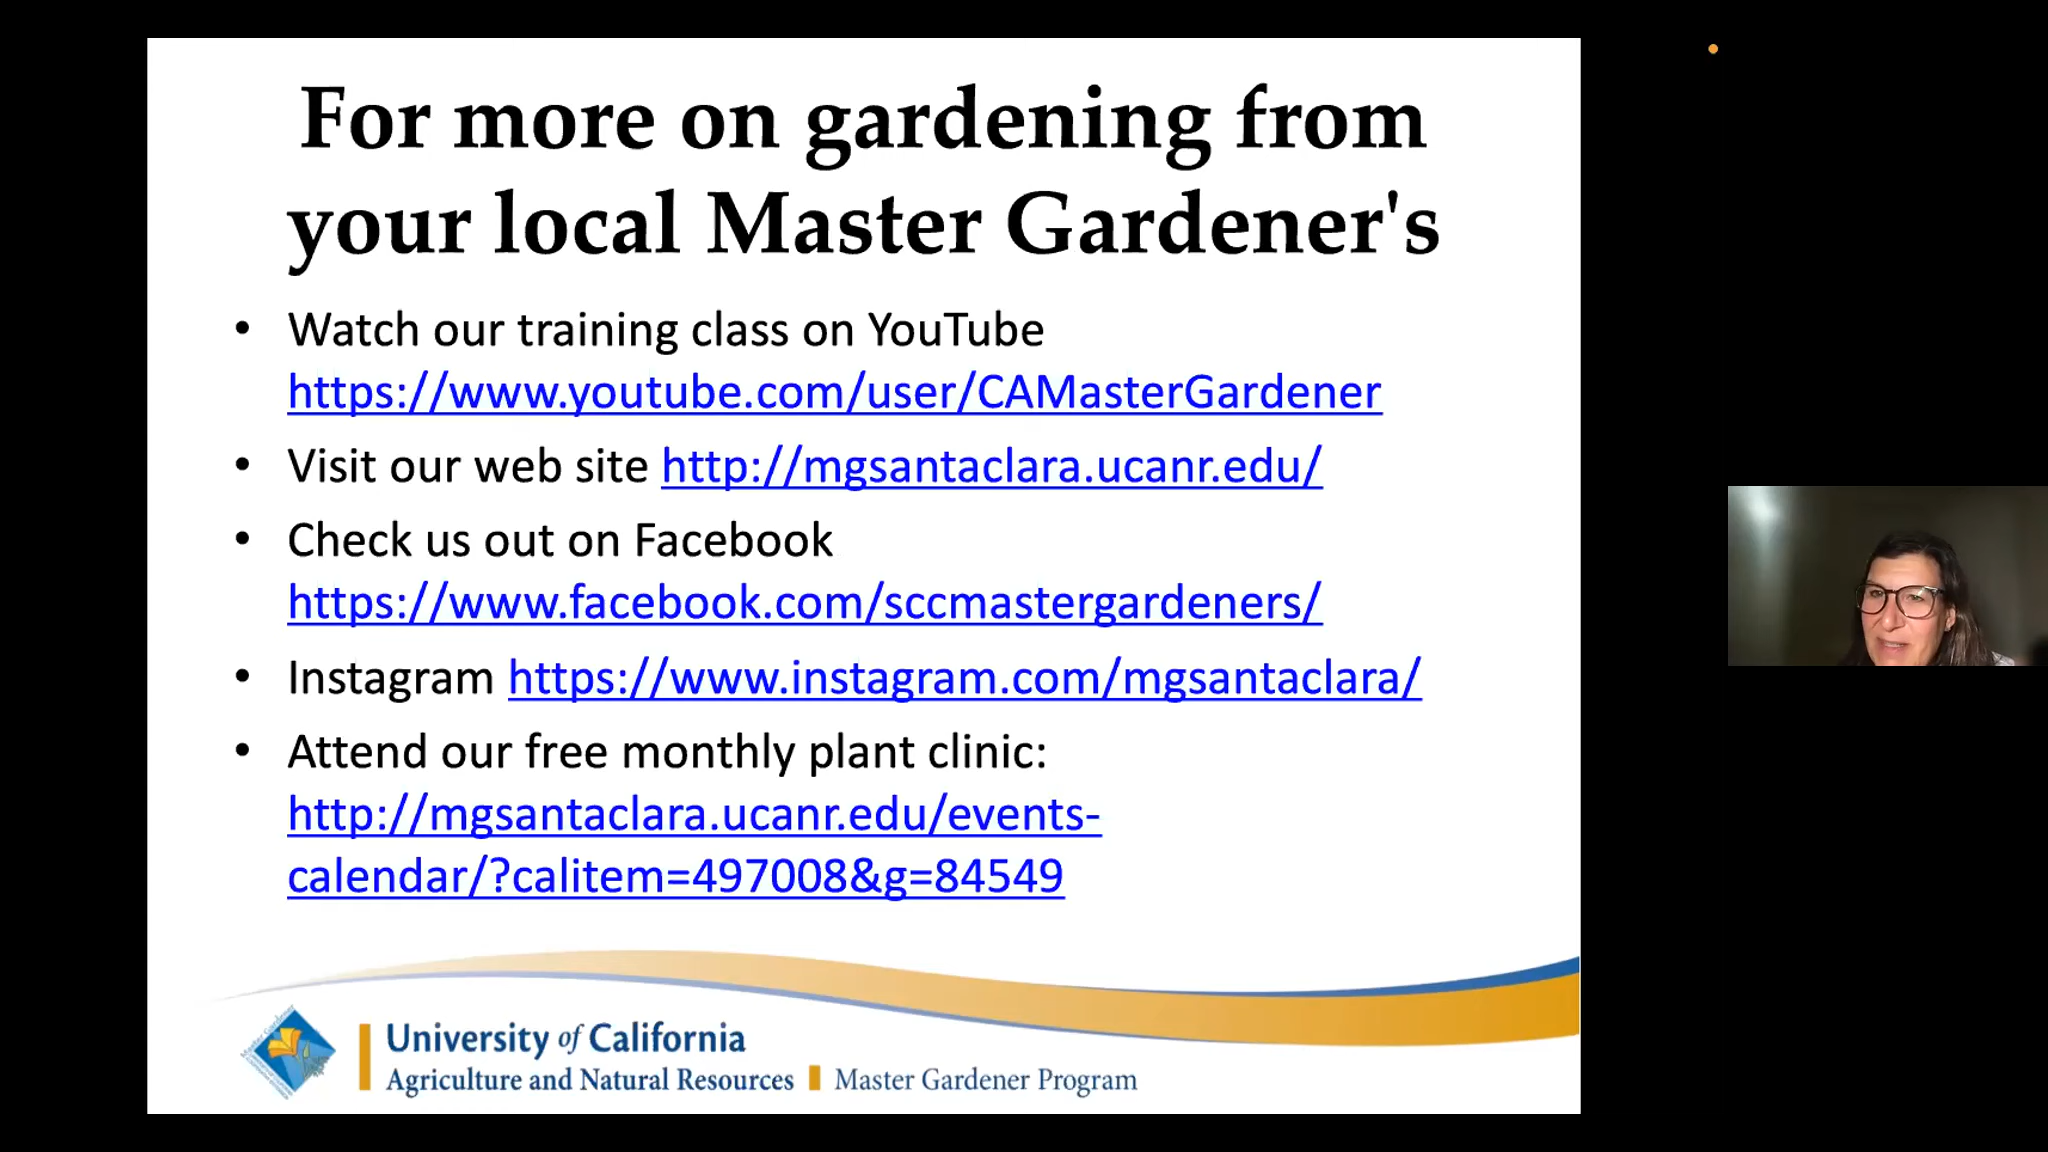 For more on gardening from
your local Master Gardener's
• Watch our training class on YouTube
https://www.youtube.com/user/CAMasterGardener
• Visit our web site http://mgsantaclara.ucanr.edu/
• Check us out on Facebook
https://www.facebook.com/sccmastergardeners/
• Instagram https://www.instagram.com/mgsantaclara/
• Attend our free monthly plant clinic:
http://mgsantaclara.ucanr.edu/events-
calendar/?calitem=497008&g=84549
Master Gardener
University of California
Agriculture and Natural Resources | Master Gardener Program